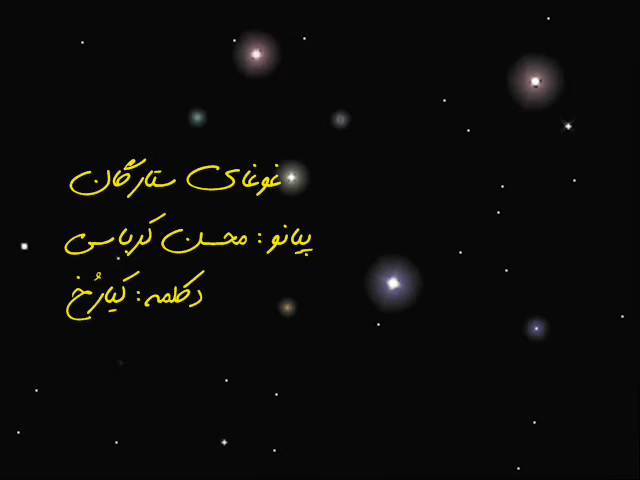 غوغای ستارگان
پیانو : محسن کرباسی
دکلمه : کیارُخ